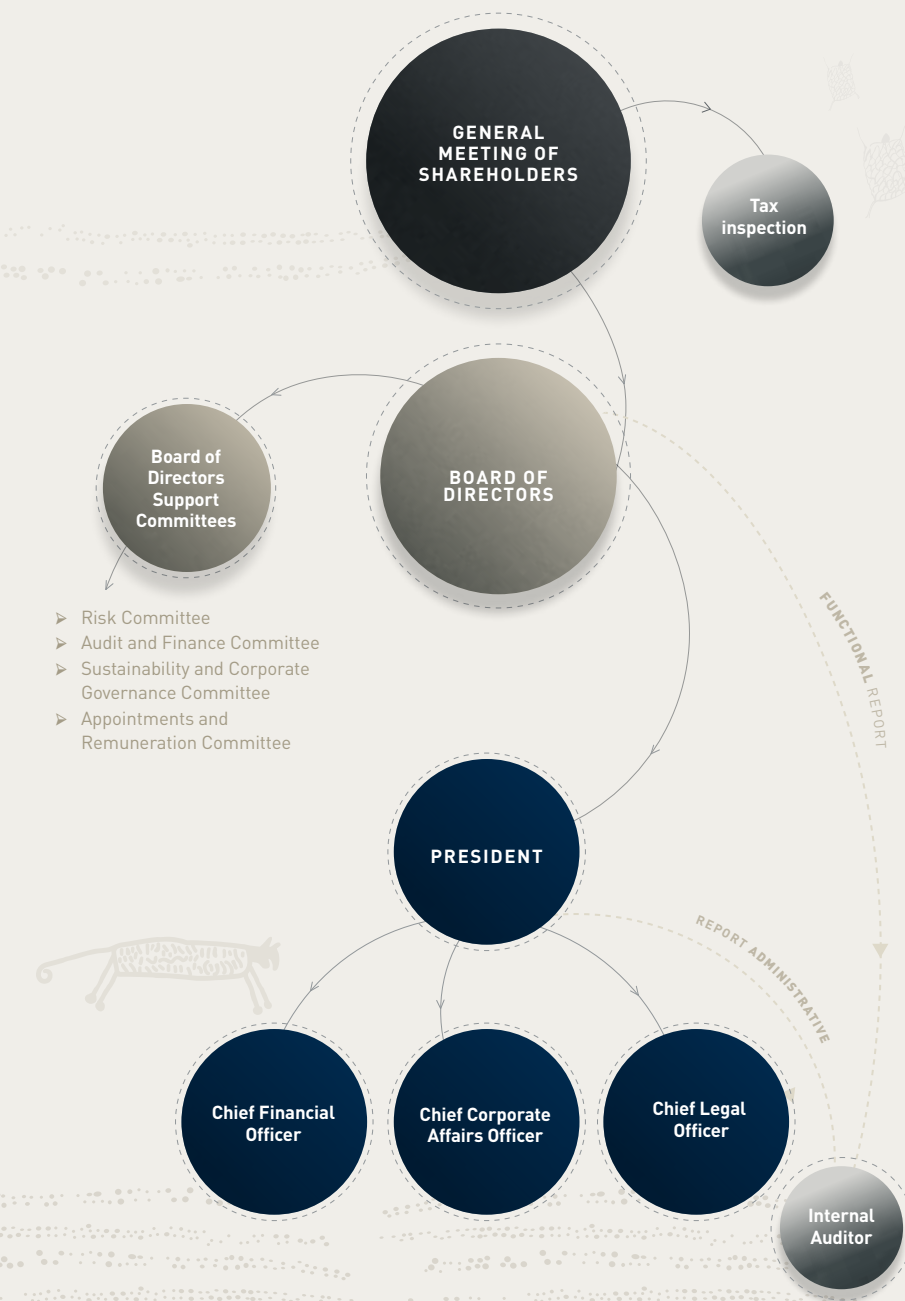 GENERAL
MEETING OF
SHAREHOLDERS
Tax
inspection
Board of
Directors
Support
Committees
BOARD OF
DIRECTORS
Risk Committee
Audit and Finance Committee
Sustainability and Corporate
Governance Committee
Appointments and
Remuneration Committee
FUNCTIONAL REPORT
PRESIDENT
REPORT ADMINISTRATIVE
Chief Financial
Officer
Chief Corporate
Affairs Officer
Chief Legal
Officer
Internal
Auditor